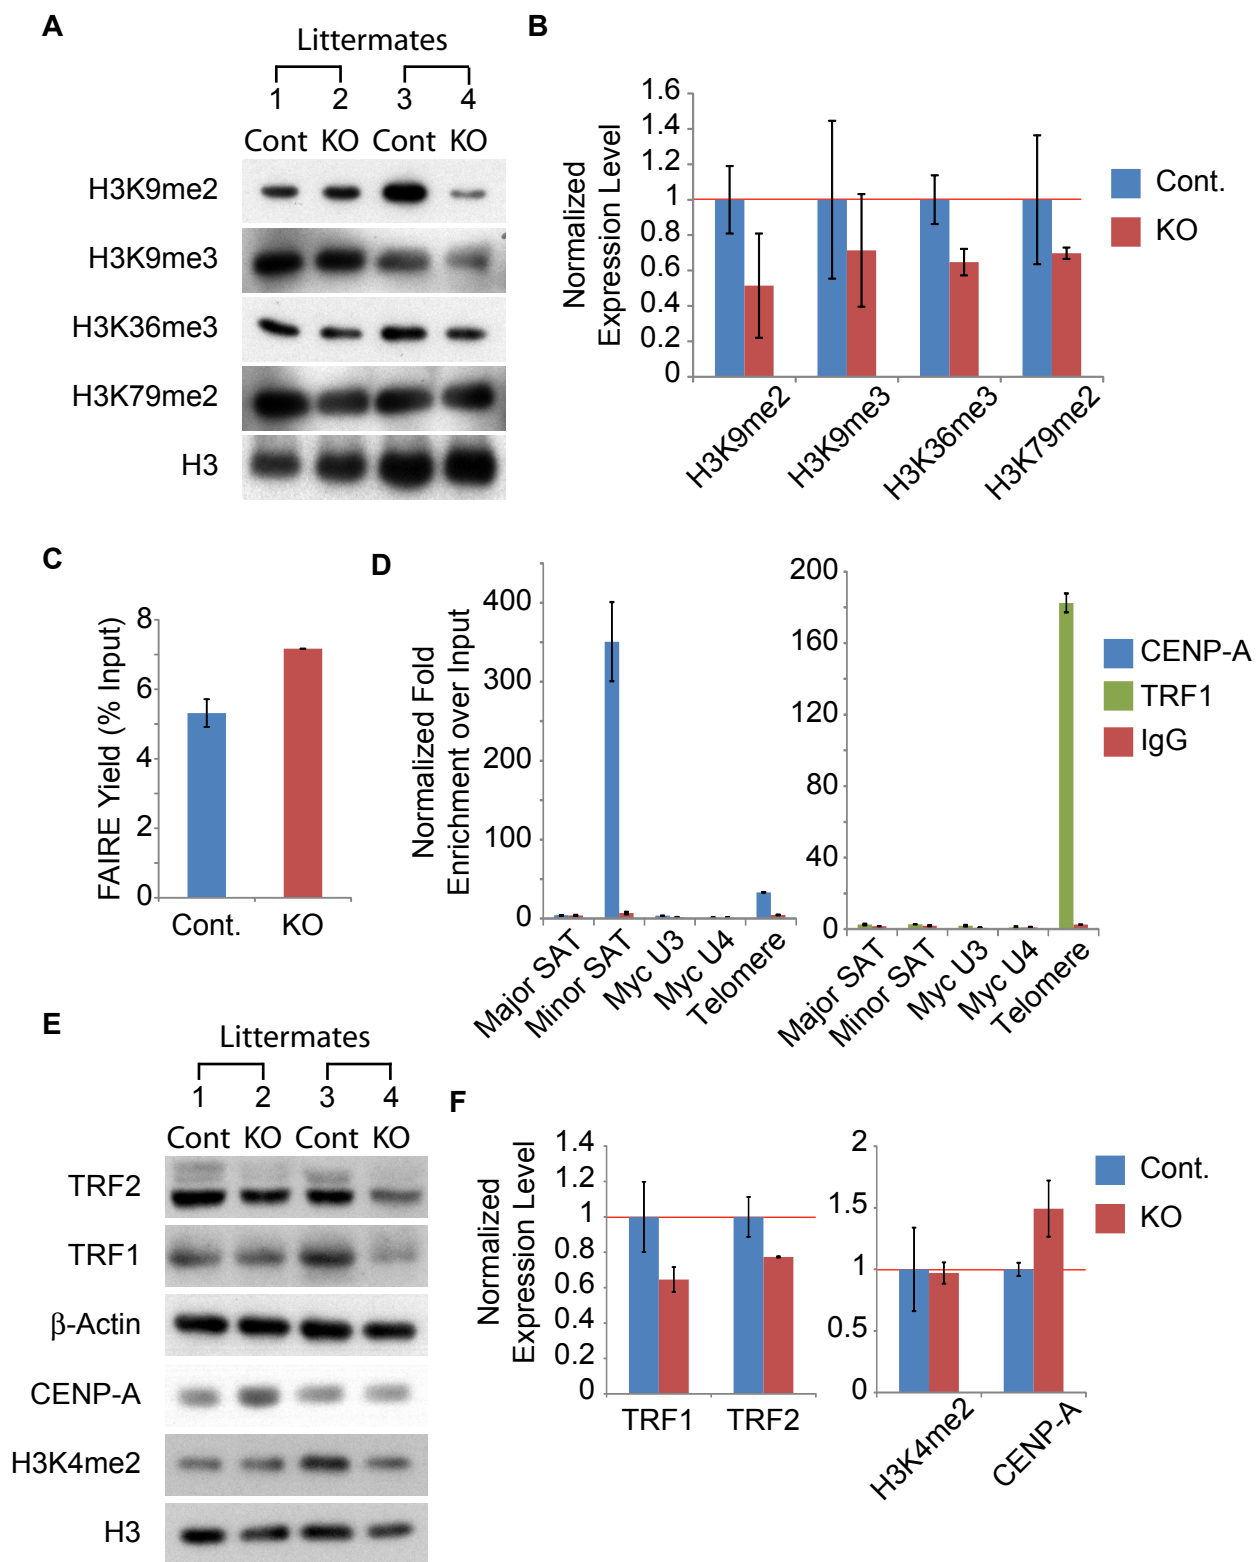 A
Littermates
1 2 3 4
Cont KO Cont KO
H3K9me2
H3K9me3
H3K36me3
H3K79me2
H3
B
Normalized
Expression Level
1.6
1.4
1.2
1
0.8
0.6
0.4
0.2
0
H3K9me2
H3K9me3
H3K36me3
H3K79me2
Cont.
KO
C
FAIRE Yield (% Input)
8
6
4
2
0
Cont. KO
D
Normalized Fold
Enrichment over Input
400
300
200
100
0
Major SAT
Minor SAT
Myc U3
Myc U4
Telomere
200
160
120
80
40
0
Major SAT
Minor SAT
Myc U3
Myc U4
Telomere
CENP-A
TRF1
IgG
E
Littermates
1 2 3 4
Cont KO Cont KO
TRF2
TRF1
β-Actin
CENP-A
H3K4me2
H3
F
Normalized
Expression Level
1.4
1.2
1
0.8
0.6
0.4
0.2
0
TRF1 TRF2
2
1.5
1
0.5
0
H3K4me2
CENP-A
Cont.
KO